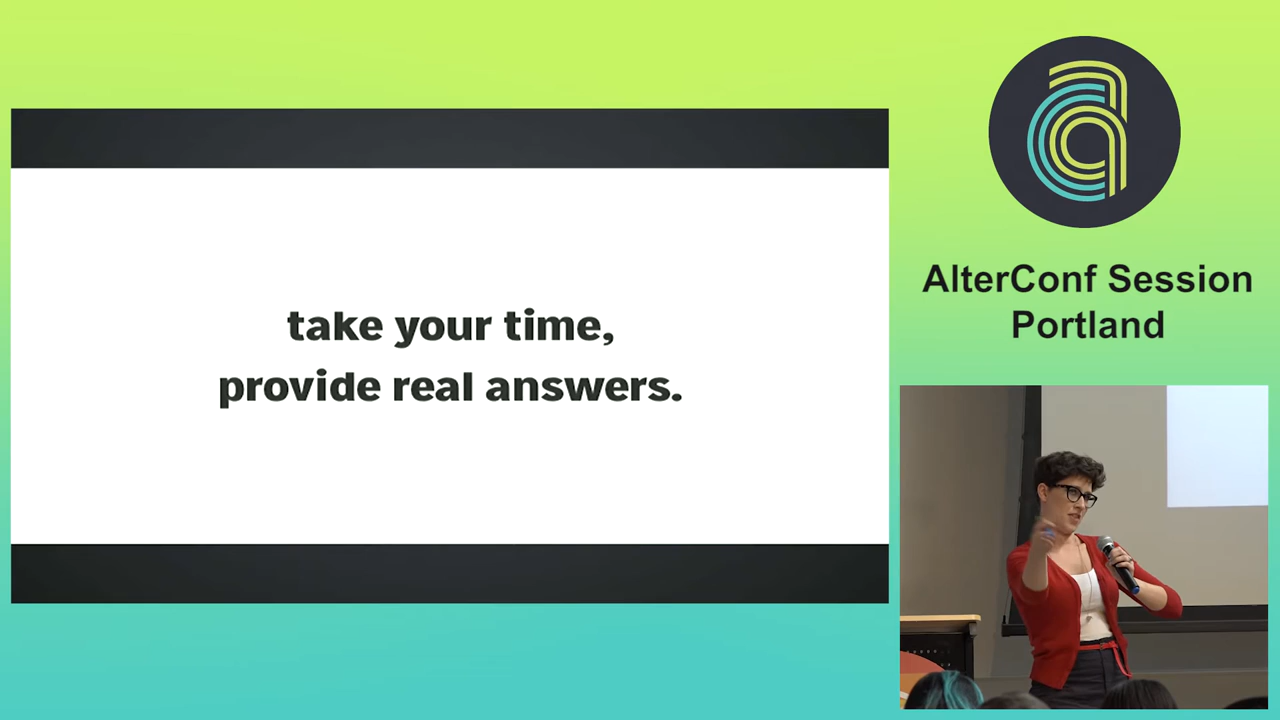 take your time,
provide real answers.
AlterConf Session
Portland